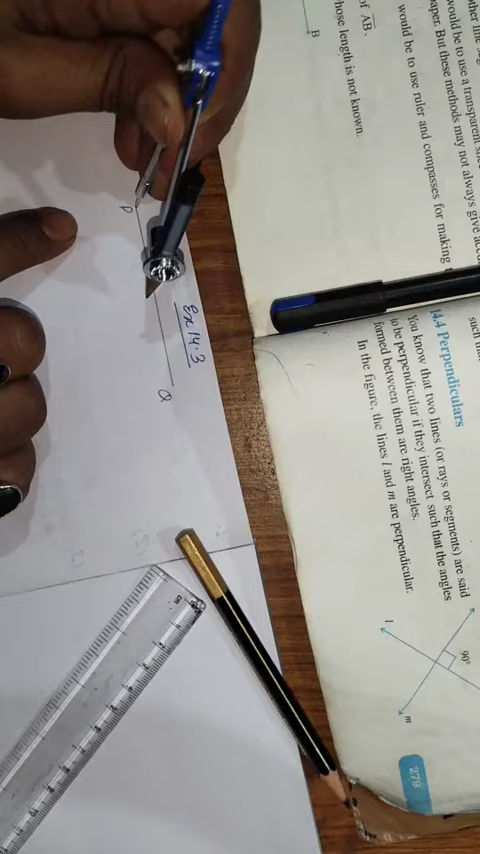 B
of AB.
hose length is not known.
would be to use a transparent
paper. But these methods may not always give
would be to use ruler and compasses for making
such
14.4 Perpendiculars
You know that two lines (or rays or segments) are said
to be perpendicular if they intersect such that the angles
formed between them are right angles.
In the figure, the lines l and m are perpendicular.
l
90°
m
279
Ex 14.3
P
Q
cm